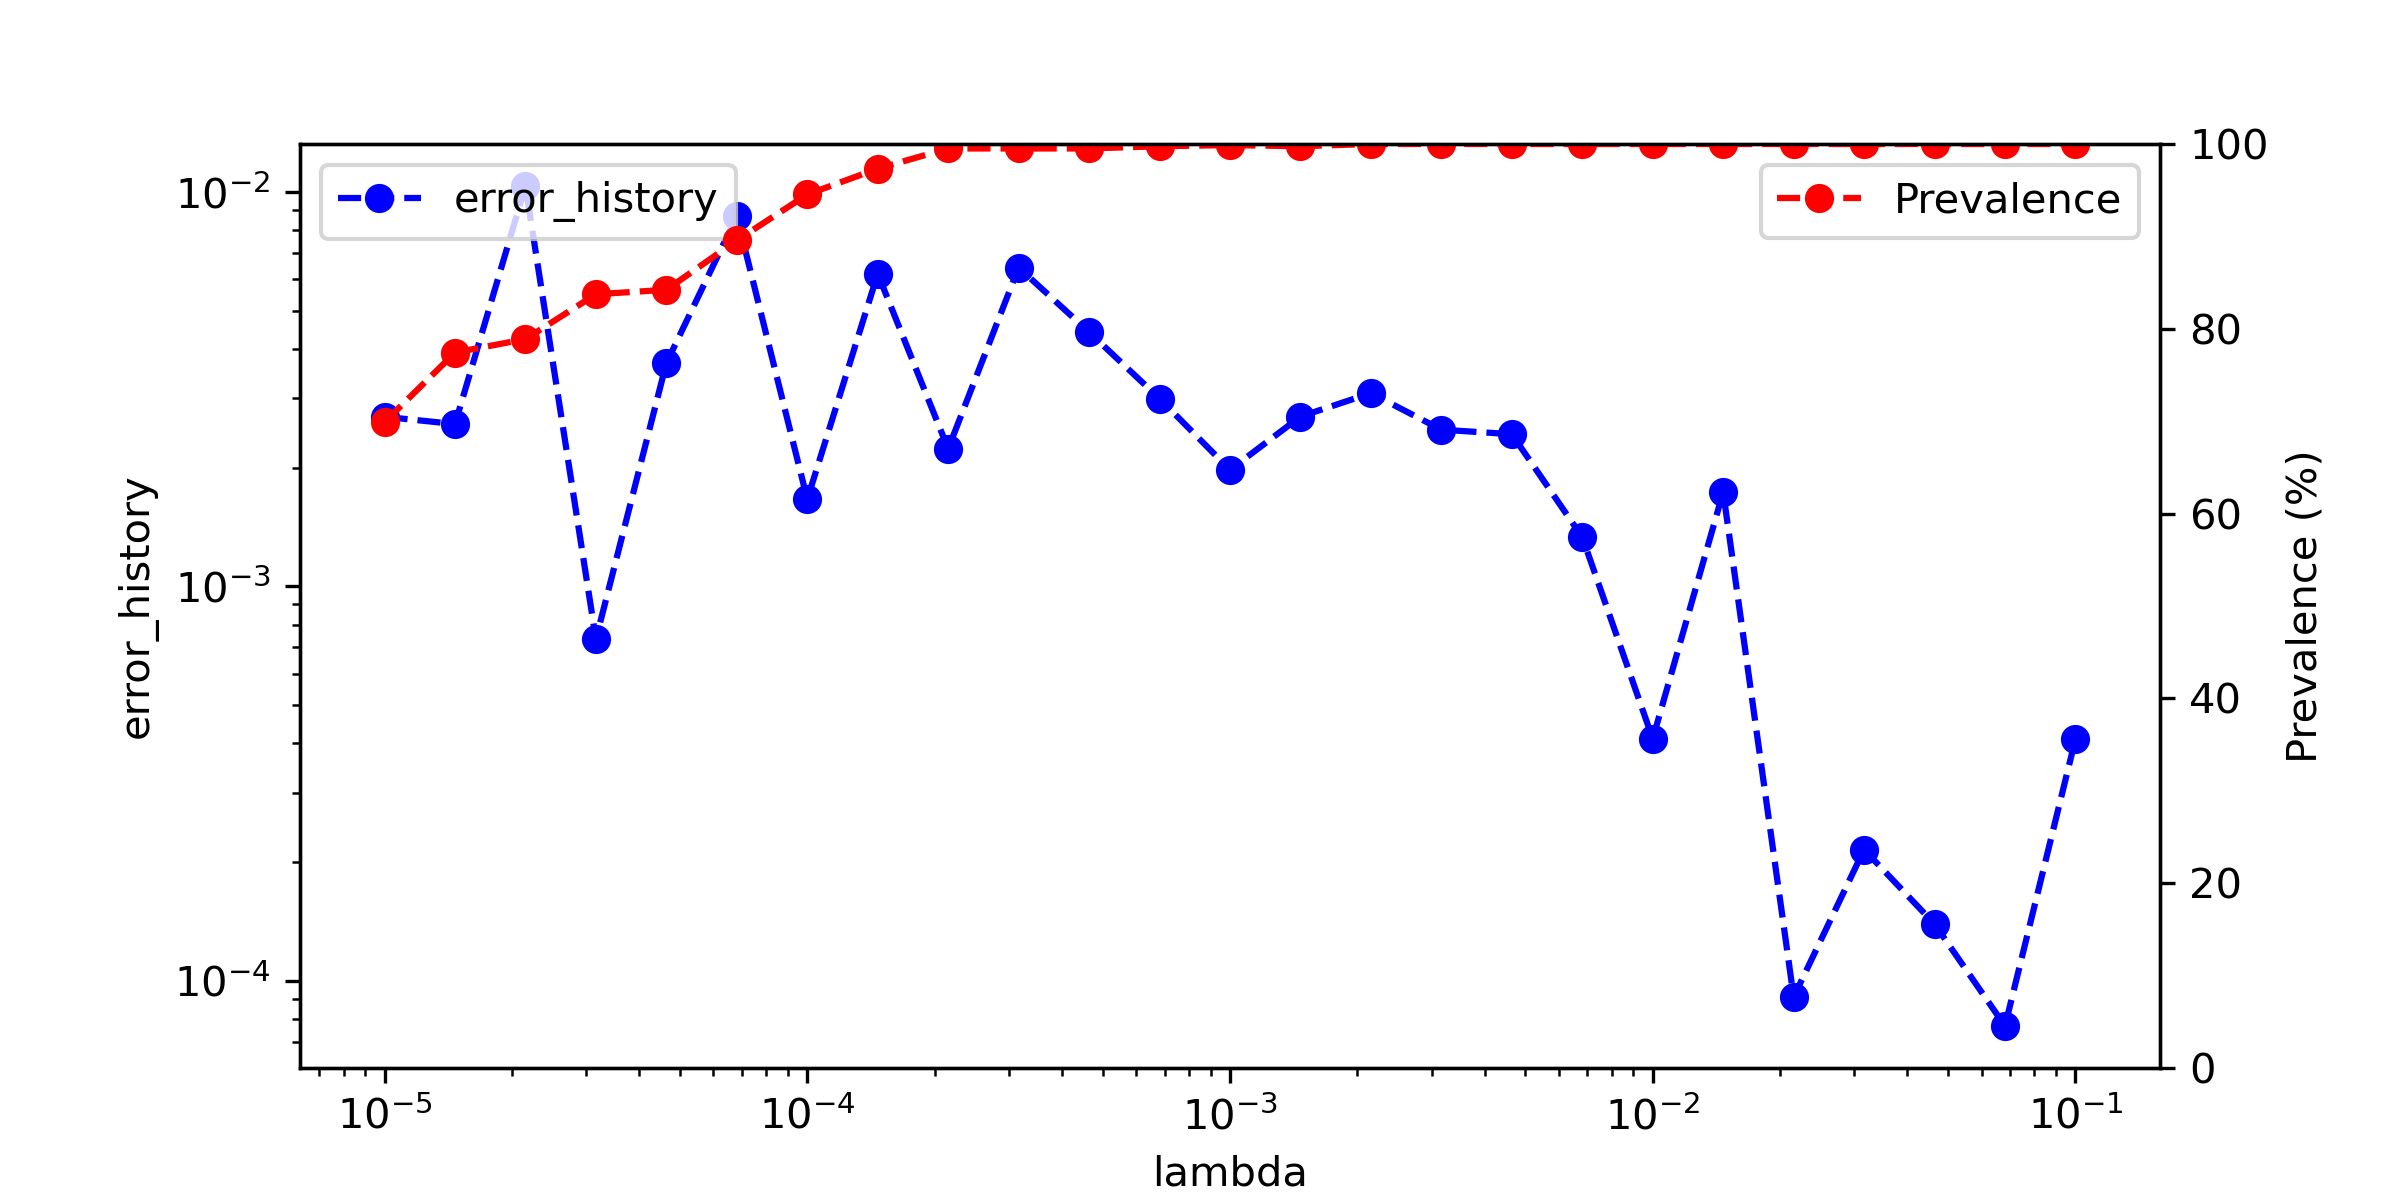 error_history
Prevalence
10⁻²
10⁻³
10⁻⁴
error_history
100
80
60
40
20
0
Prevalence (%)
10⁻⁵
10⁻⁴
10⁻³
10⁻²
10⁻¹
lambda